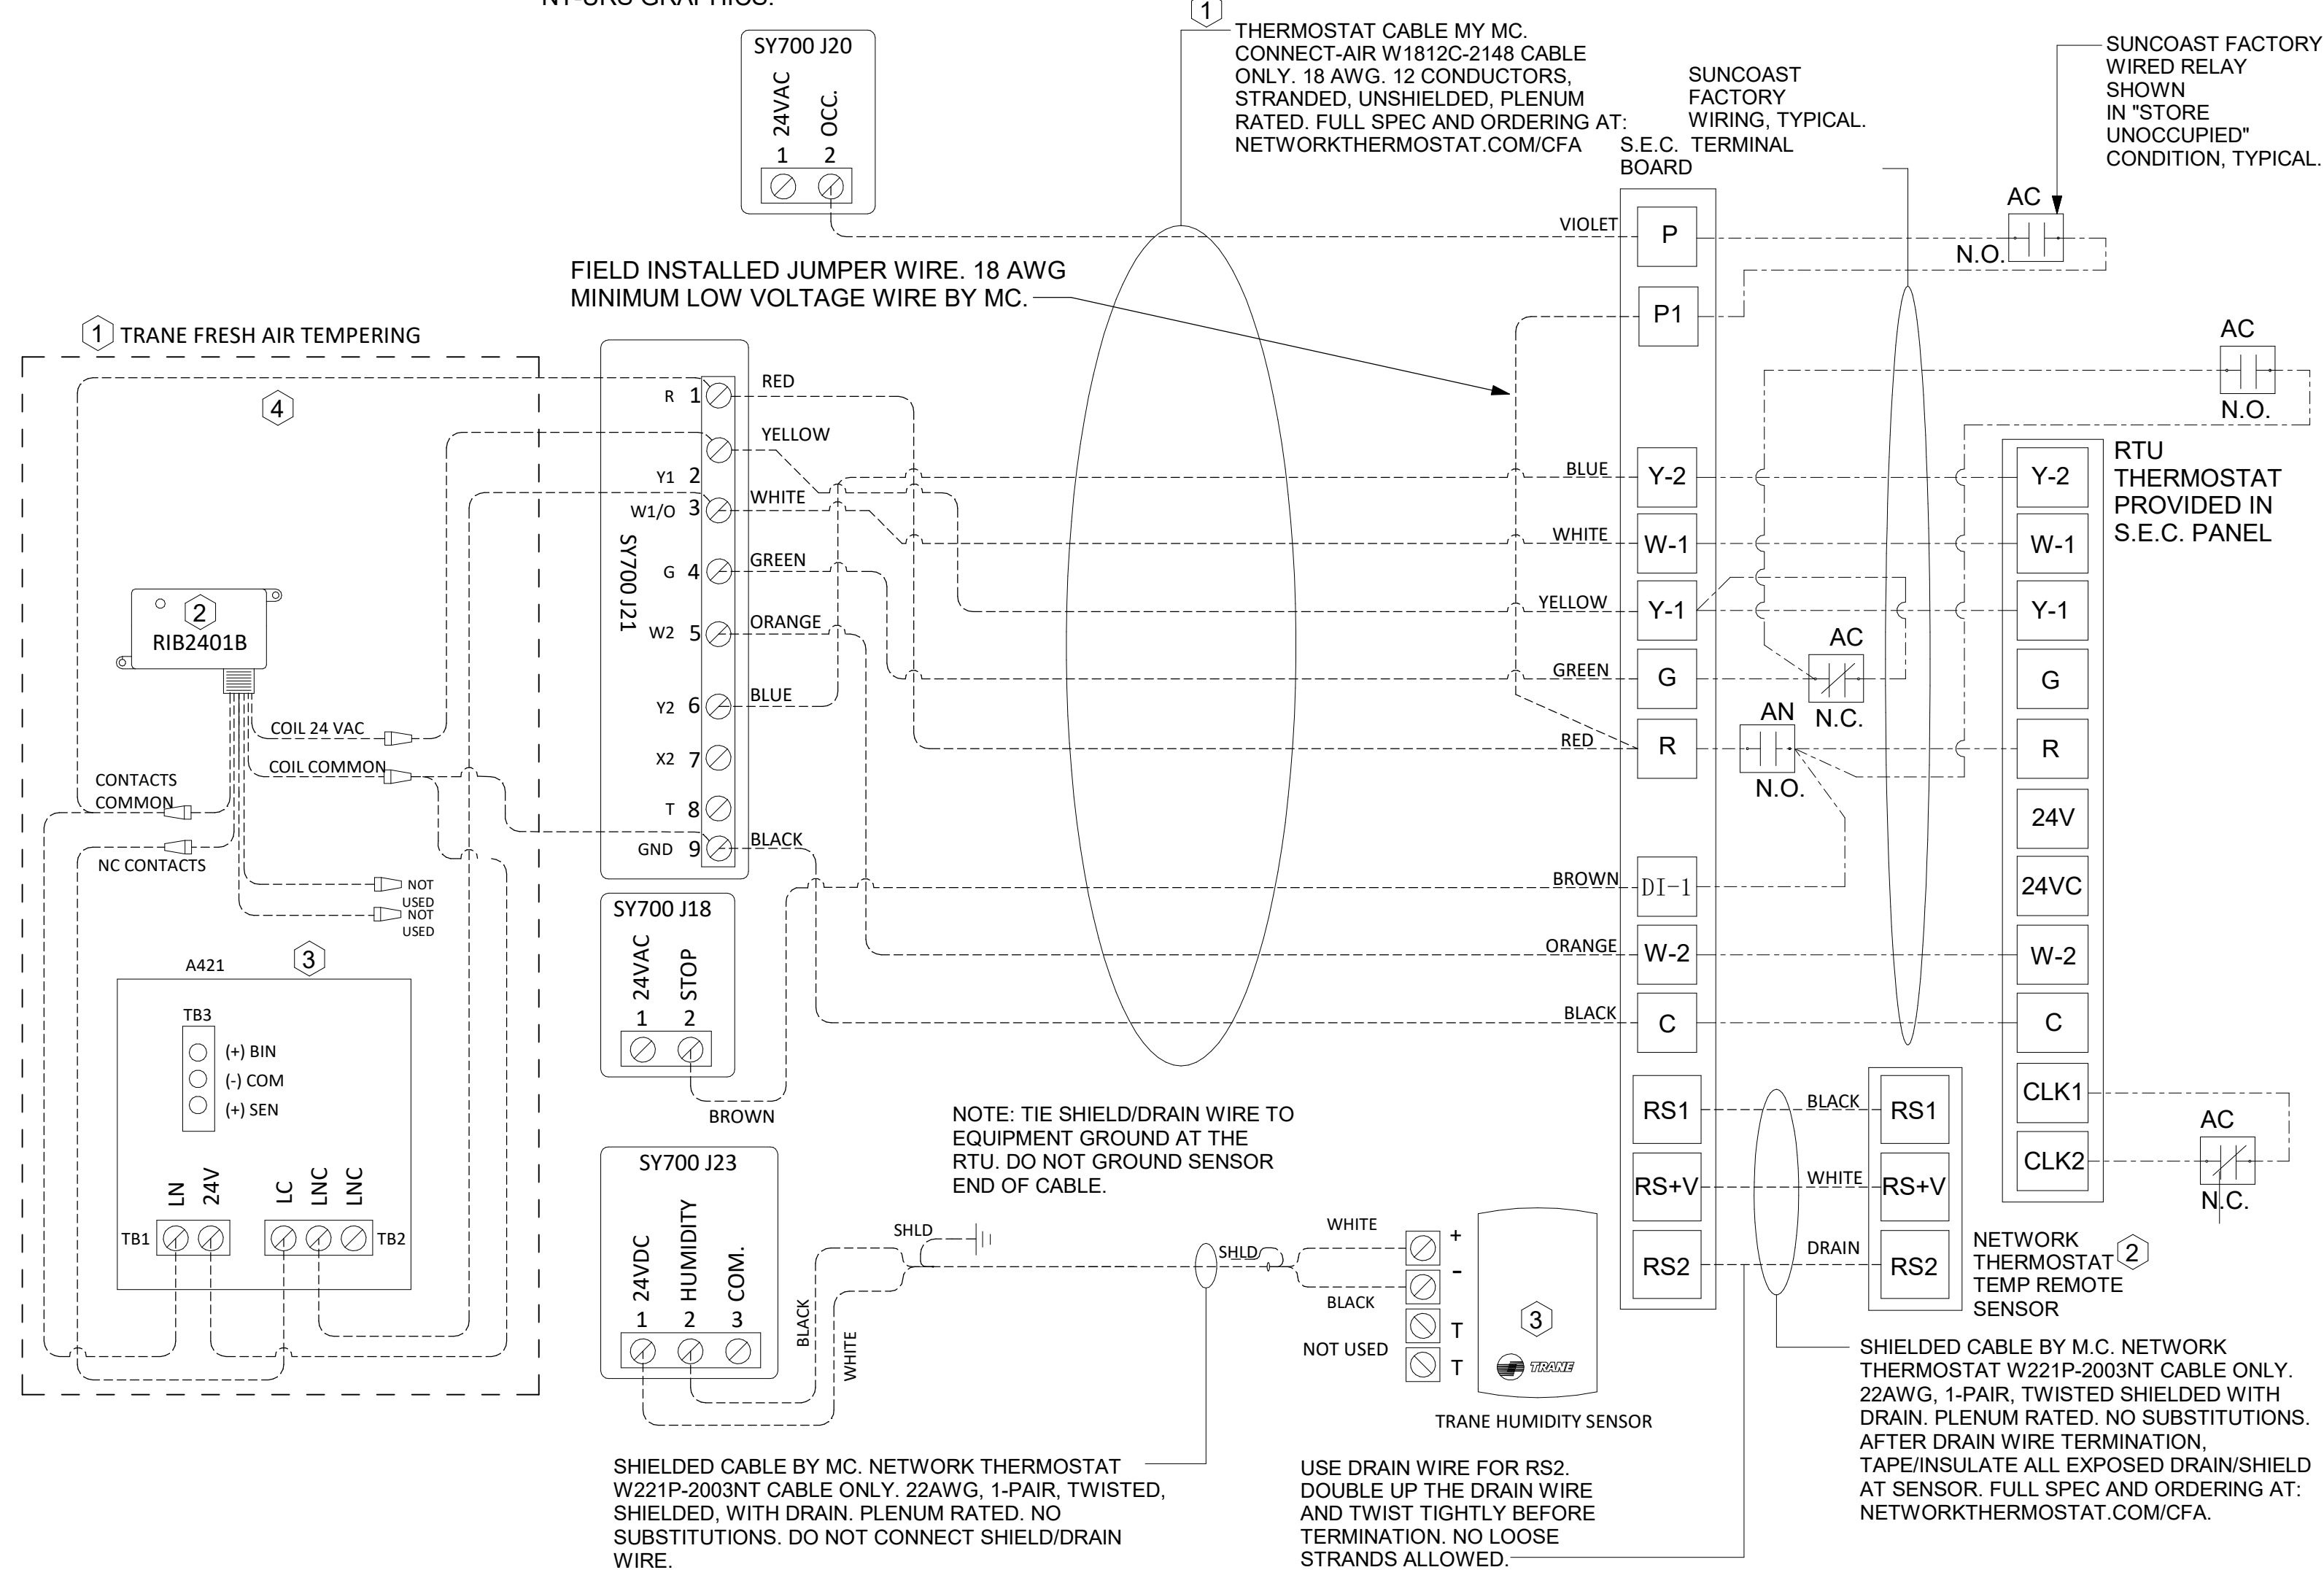 NT-URS GRAPHICS.
SY700 J20
24VAC
OCC.
1 2
1
THERMOSTAT CABLE MY MC.
CONNECT-AIR W1812C-2148 CABLE
ONLY. 18 AWG. 12 CONDUCTORS,
STRANDED, UNSHIELDED, PLENUM
RATED. FULL SPEC AND ORDERING AT:
NETWORKTHERMOSTAT.COM/CFA
SUNCOAST
FACTORY
WIRING, TYPICAL.
S.E.C. TERMINAL
BOARD
SUNCOAST FACTORY
WIRED RELAY
SHOWN
IN "STORE
UNOCCUPIED"
CONDITION, TYPICAL.
AC
N.O.
VIOLET
P
P1
FIELD INSTALLED JUMPER WIRE. 18 AWG
MINIMUM LOW VOLTAGE WIRE BY MC.
1 TRANE FRESH AIR TEMPERING
4
2
RIB2401B
COIL 24 VAC
COIL COMMON
CONTACTS
COMMON
NC CONTACTS
NOT
USED
NOT
USED
A421
3
TB3
(+) BIN
(-) COM
(+) SEN
LN
24V
LC
LNC
LNC
TB1
TB2
SY700 J21
R 1 RED
YELLOW
Y1 2
W1/O 3 WHITE
G 4 GREEN
W2 5 ORANGE
Y2 6 BLUE
X2 7
T 8
GND 9 BLACK
SY700 J18
24VAC
STOP
1 2
BROWN
SY700 J23
24VDC
HUMIDITY
COM.
1 2 3
BLACK
WHITE
BLUE Y-2
WHITE W-1
YELLOW Y-1
GREEN G
RED R
BROWN DI-1
ORANGE W-2
BLACK C
RS1
RS+V
RS2
AC
N.C.
AN
N.O.
AC
N.O.
RTU
THERMOSTAT
PROVIDED IN
S.E.C. PANEL
Y-2
W-1
Y-1
G
R
24V
24VC
W-2
C
CLK1
CLK2
AC
N.C.
BLACK RS1
WHITE RS+V
DRAIN RS2
NETWORK
THERMOSTAT 2
TEMP REMOTE
SENSOR
NOTE: TIE SHIELD/DRAIN WIRE TO
EQUIPMENT GROUND AT THE
RTU. DO NOT GROUND SENSOR
END OF CABLE.
SHLD
SHLD
WHITE
BLACK
NOT USED
+
-
T
T
3
TRANE
TRANE HUMIDITY SENSOR
SHIELDED CABLE BY MC. NETWORK THERMOSTAT
W221P-2003NT CABLE ONLY. 22AWG, 1-PAIR, TWISTED,
SHIELDED, WITH DRAIN. PLENUM RATED. NO
SUBSTITUTIONS. DO NOT CONNECT SHIELD/DRAIN
WIRE.
USE DRAIN WIRE FOR RS2.
DOUBLE UP THE DRAIN WIRE
AND TWIST TIGHTLY BEFORE
TERMINATION. NO LOOSE
STRANDS ALLOWED.
SHIELDED CABLE BY M.C. NETWORK
THERMOSTAT W221P-2003NT CABLE ONLY.
22AWG, 1-PAIR, TWISTED SHIELDED WITH
DRAIN. PLENUM RATED. NO SUBSTITUTIONS.
AFTER DRAIN WIRE TERMINATION,
TAPE/INSULATE ALL EXPOSED DRAIN/SHIELD
AT SENSOR. FULL SPEC AND ORDERING AT:
NETWORKTHERMOSTAT.COM/CFA.